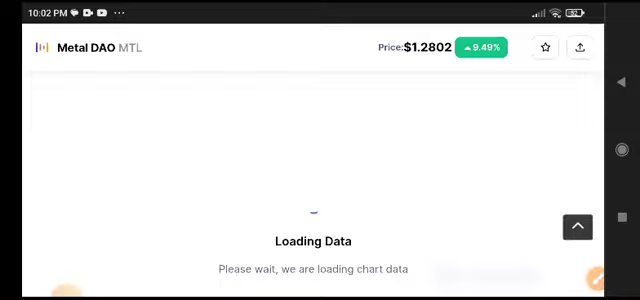 10:02 PM
Metal DAO MTL
Price:$1.2802 9.49%
Loading Data
Please wait, we are loading chart data